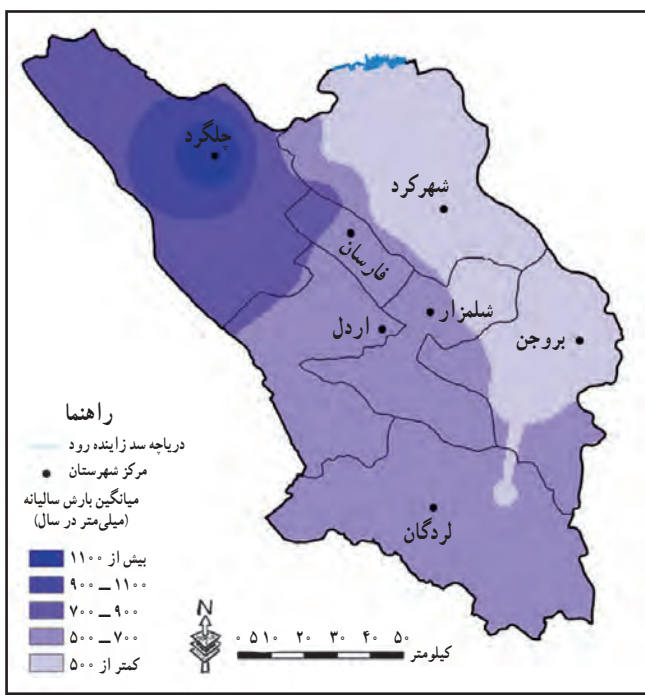 چلگرد
شهرکرد
فارسان
شلمزار
اردل
بروجن
لردگان
راهنما
دریاچه سد زاینده رود
مرکز شهرستان
میانگین بارش سالیانه
(میلی‌متر در سال)
بیش از ۱۱۰۰
۹۰۰ – ۱۱۰۰
۷۰۰ – ۹۰۰
۵۰۰ – ۷۰۰
کمتر از ۵۰۰
N
۰ ۵ ۱۰ ۲۰ ۳۰ ۴۰ ۵۰
کیلومتر